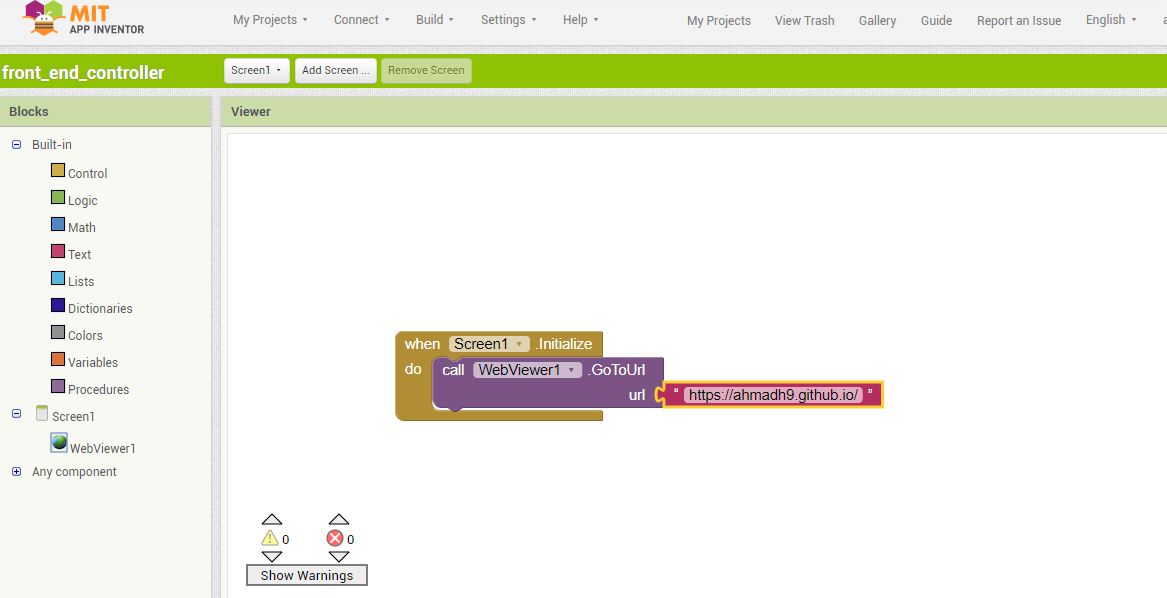 MIT
APP INVENTOR
My Projects
Connect
Build
Settings
Help
My Projects
View Trash
Gallery
Guide
Report an Issue
English
front_end_controller
Screen1
Add Screen ...
Remove Screen
Blocks
Viewer
Built-in
Control
Logic
Math
Text
Lists
Dictionaries
Colors
Variables
Procedures
Screen1
WebViewer1
Any component
when Screen1 .Initialize
do call WebViewer1 .GoToUrl
url “ https://ahmadh9.github.io/ ”
0 0
Show Warnings